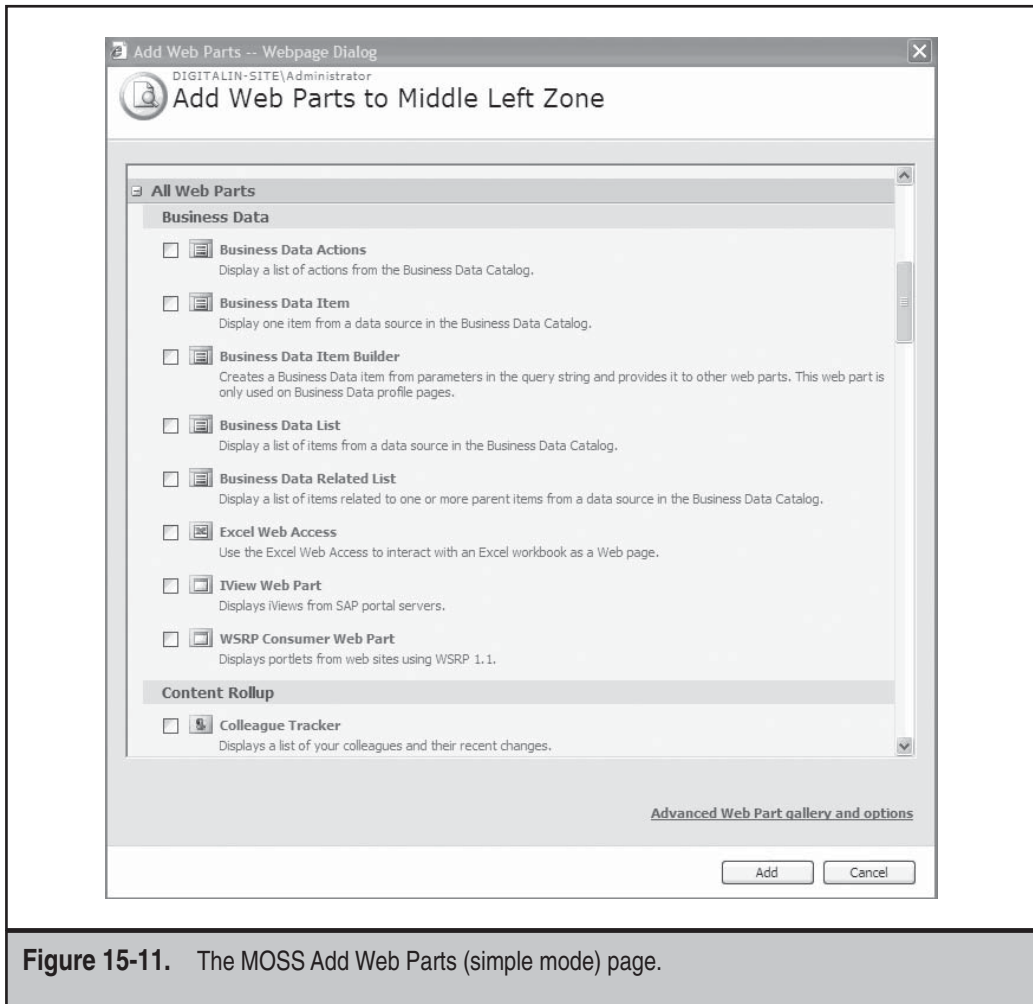 Add Web Parts -- Webpage Dialog
DIGITALIN-SITE\Administrator
Add Web Parts to Middle Left Zone
All Web Parts
Business Data
Business Data Actions
Display a list of actions from the Business Data Catalog.
Business Data Item
Display one item from a data source in the Business Data Catalog.
Business Data Item Builder
Creates a Business Data item from parameters in the query string and provides it to other web parts. This web part is
only used on Business Data profile pages.
Business Data List
Display a list of items from a data source in the Business Data Catalog.
Business Data Related List
Display a list of items related to one or more parent items from a data source in the Business Data Catalog.
Excel Web Access
Use the Excel Web Access to interact with an Excel workbook as a Web page.
IView Web Part
Displays iViews from SAP portal servers.
WSRP Consumer Web Part
Displays portlets from web sites using WSRP 1.1.
Content Rollup
Colleague Tracker
Displays a list of your colleagues and their recent changes.
Advanced Web Part gallery and options
Add Cancel
Figure 15-11. The MOSS Add Web Parts (simple mode) page.